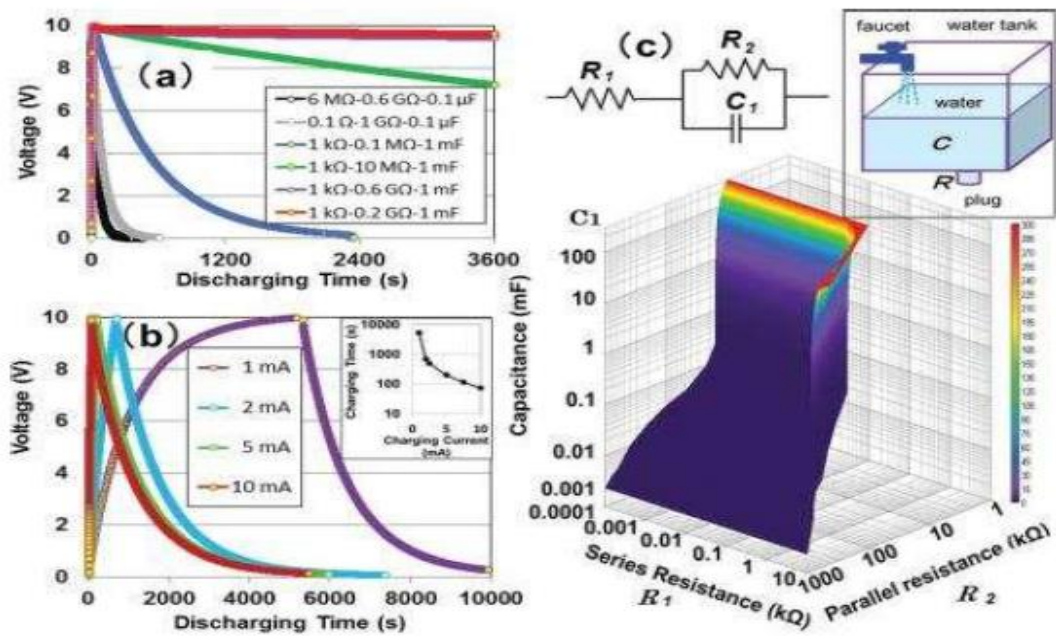 10
8
6
4
2
0
Voltage (V)
(a)
6 MΩ-0.6 GΩ-0.1 µF
0.1 Ω-1 GΩ-0.1 µF
1 kΩ-0.1 MΩ-1 mF
1 kΩ-10 MΩ-1 mF
1 kΩ-0.6 GΩ-1 mF
1 kΩ-0.2 GΩ-1 mF
0 1200 2400 3600
Discharging Time (s)
10
8
6
4
2
0
Voltage (V)
(b)
1 mA
2 mA
5 mA
10 mA
10000
1000
100
10
Charging Time (s)
0 5 10
Charging Current
(mA)
0 2000 4000 6000 8000 10000
Discharging Time (s)
(c)
R1
R2
C1
faucet
water tank
water
C
R
plug
C1
100
10
1
0.1
0.01
0.001
Capacitance (mF)
0.0001
0.001
0.01
0.1
1
10
Series Resistance (kΩ)
R1
1000
100
10
1
Parallel resistance (kΩ)
R2